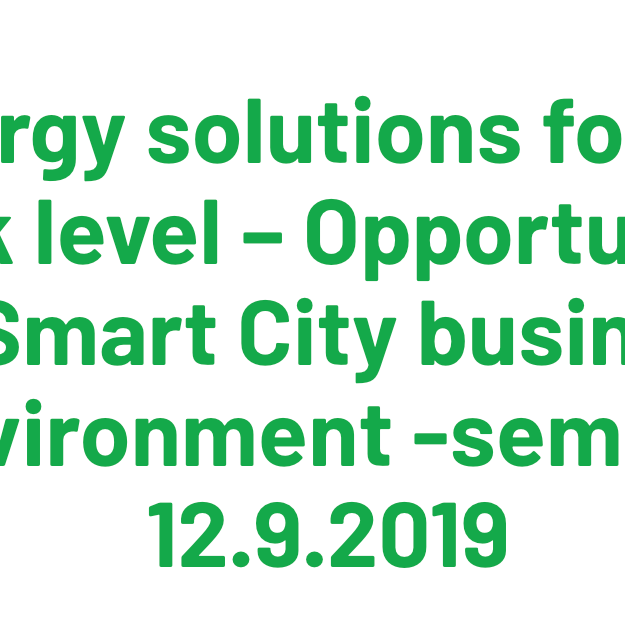 rgy solutions fo
k level – Opportu
Smart City busin
vironment -sem
12.9.2019